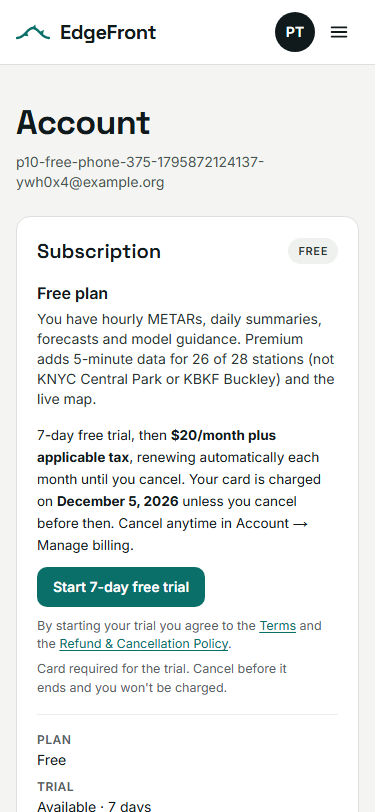 EdgeFront
PT
Account
p10-free-phone-375-1795872124137-
ywh0x4@example.org
Subscription
FREE
Free plan
You have hourly METARs, daily summaries,
forecasts and model guidance. Premium
adds 5-minute data for 26 of 28 stations (not
KNYC Central Park or KBKF Buckley) and the
live map.
7-day free trial, then $20/month plus
applicable tax, renewing automatically each
month until you cancel. Your card is charged
on December 5, 2026 unless you cancel
before then. Cancel anytime in Account →
Manage billing.
Start 7-day free trial
By starting your trial you agree to the Terms and
the Refund & Cancellation Policy.
Card required for the trial. Cancel before it
ends and you won't be charged.
PLAN
Free
TRIAL
Available · 7 days